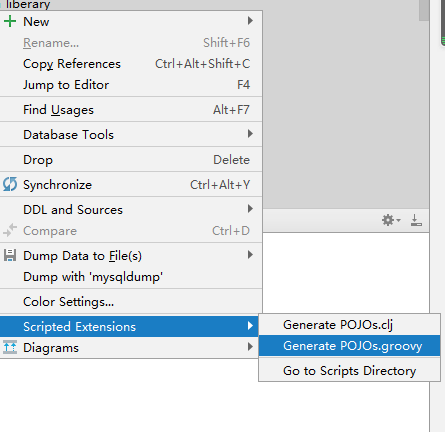 liberary
New
Rename... Shift+F6
Copy References Ctrl+Alt+Shift+C
Jump to Editor F4
Find Usages Alt+F7
Database Tools
Drop Delete
Synchronize Ctrl+Alt+Y
DDL and Sources
Compare Ctrl+D
Dump Data to File(s)
Dump with 'mysqldump'
Color Settings...
Scripted Extensions
Diagrams
Generate POJOs.clj
Generate POJOs.groovy
Go to Scripts Directory